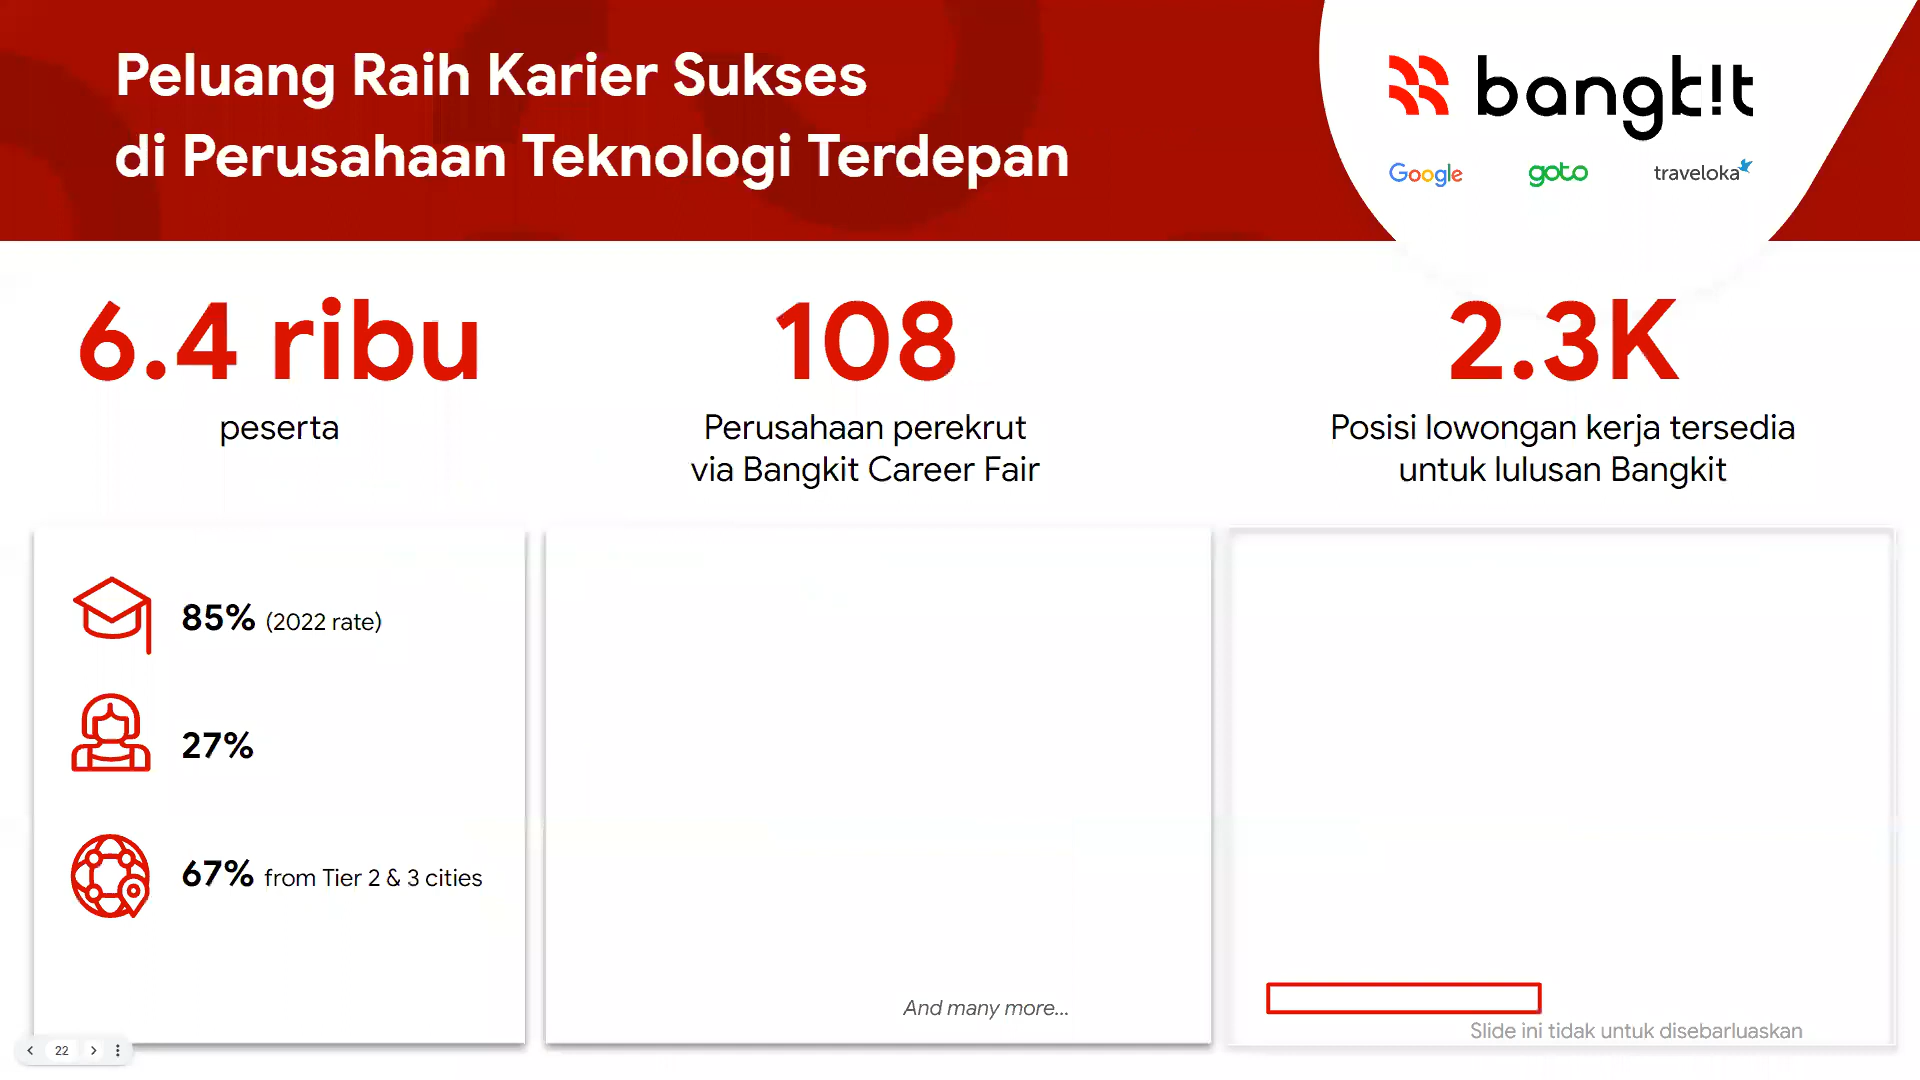 Peluang Raih Karier Sukses
di Perusahaan Teknologi Terdepan
bangk!t
Google goto traveloka
6.4 ribu
peserta
108
Perusahaan perekrut
via Bangkit Career Fair
2.3K
Posisi lowongan kerja tersedia
untuk lulusan Bangkit
85% (2022 rate)
27%
67% from Tier 2 & 3 cities
And many more...
Slide ini tidak untuk disebarluaskan
22